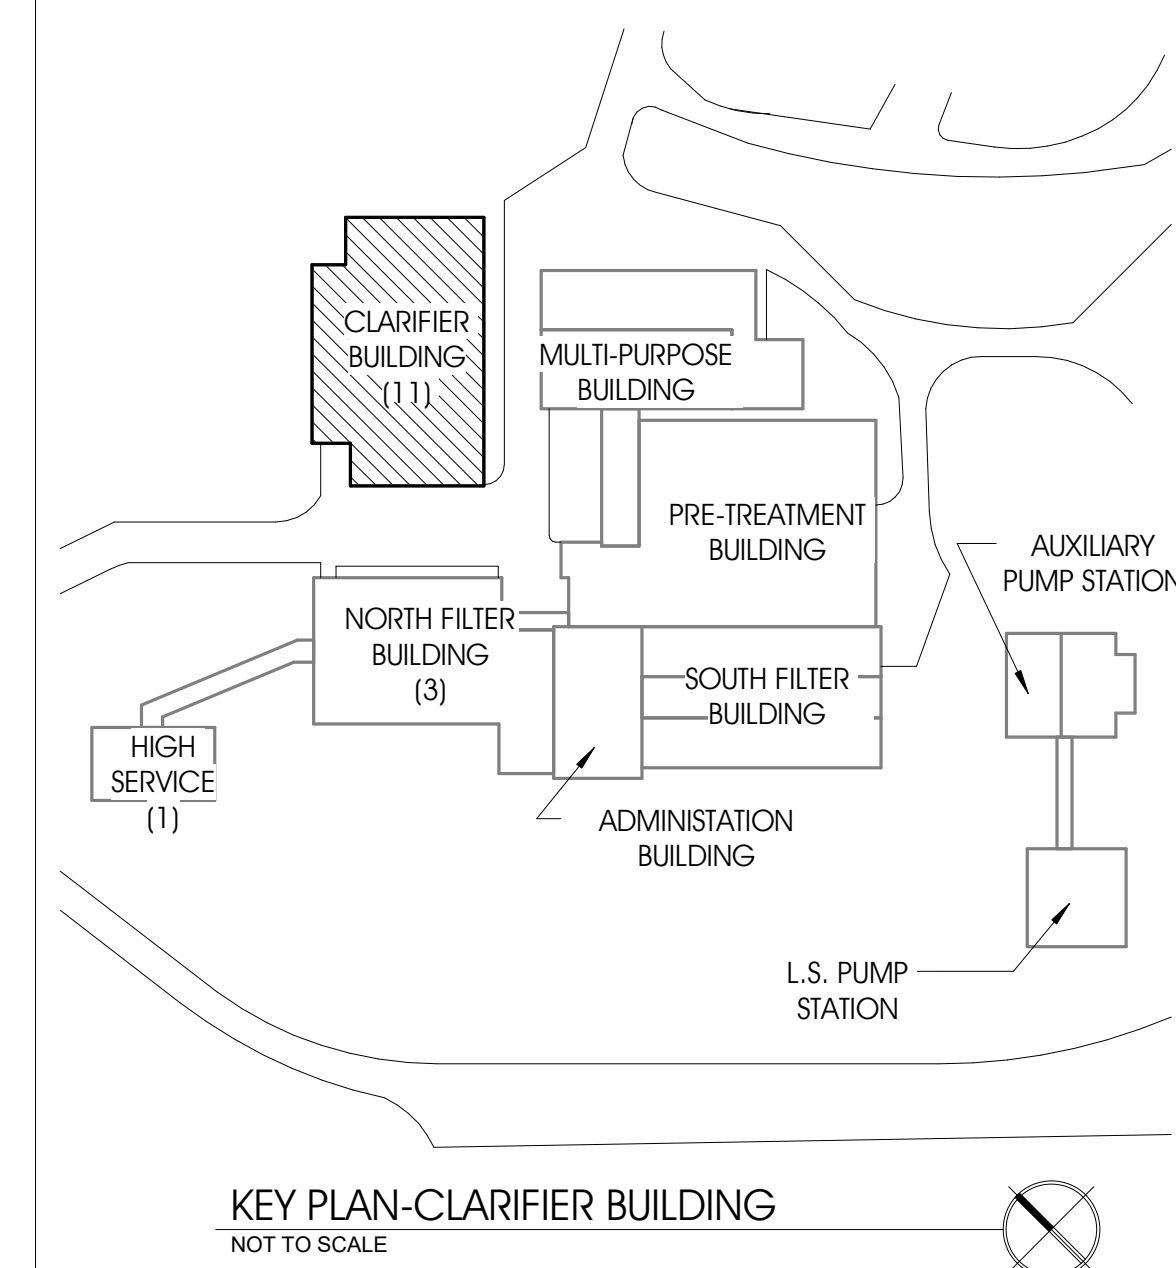 CLARIFIER
BUILDING
(11)
MULTI-PURPOSE
BUILDING
PRE-TREATMENT
BUILDING
AUXILIARY
PUMP STATION
NORTH FILTER
BUILDING
(3)
SOUTH FILTER
BUILDING
HIGH
SERVICE
(1)
ADMINISTATION
BUILDING
L.S. PUMP
STATION
KEY PLAN-CLARIFIER BUILDING
NOT TO SCALE